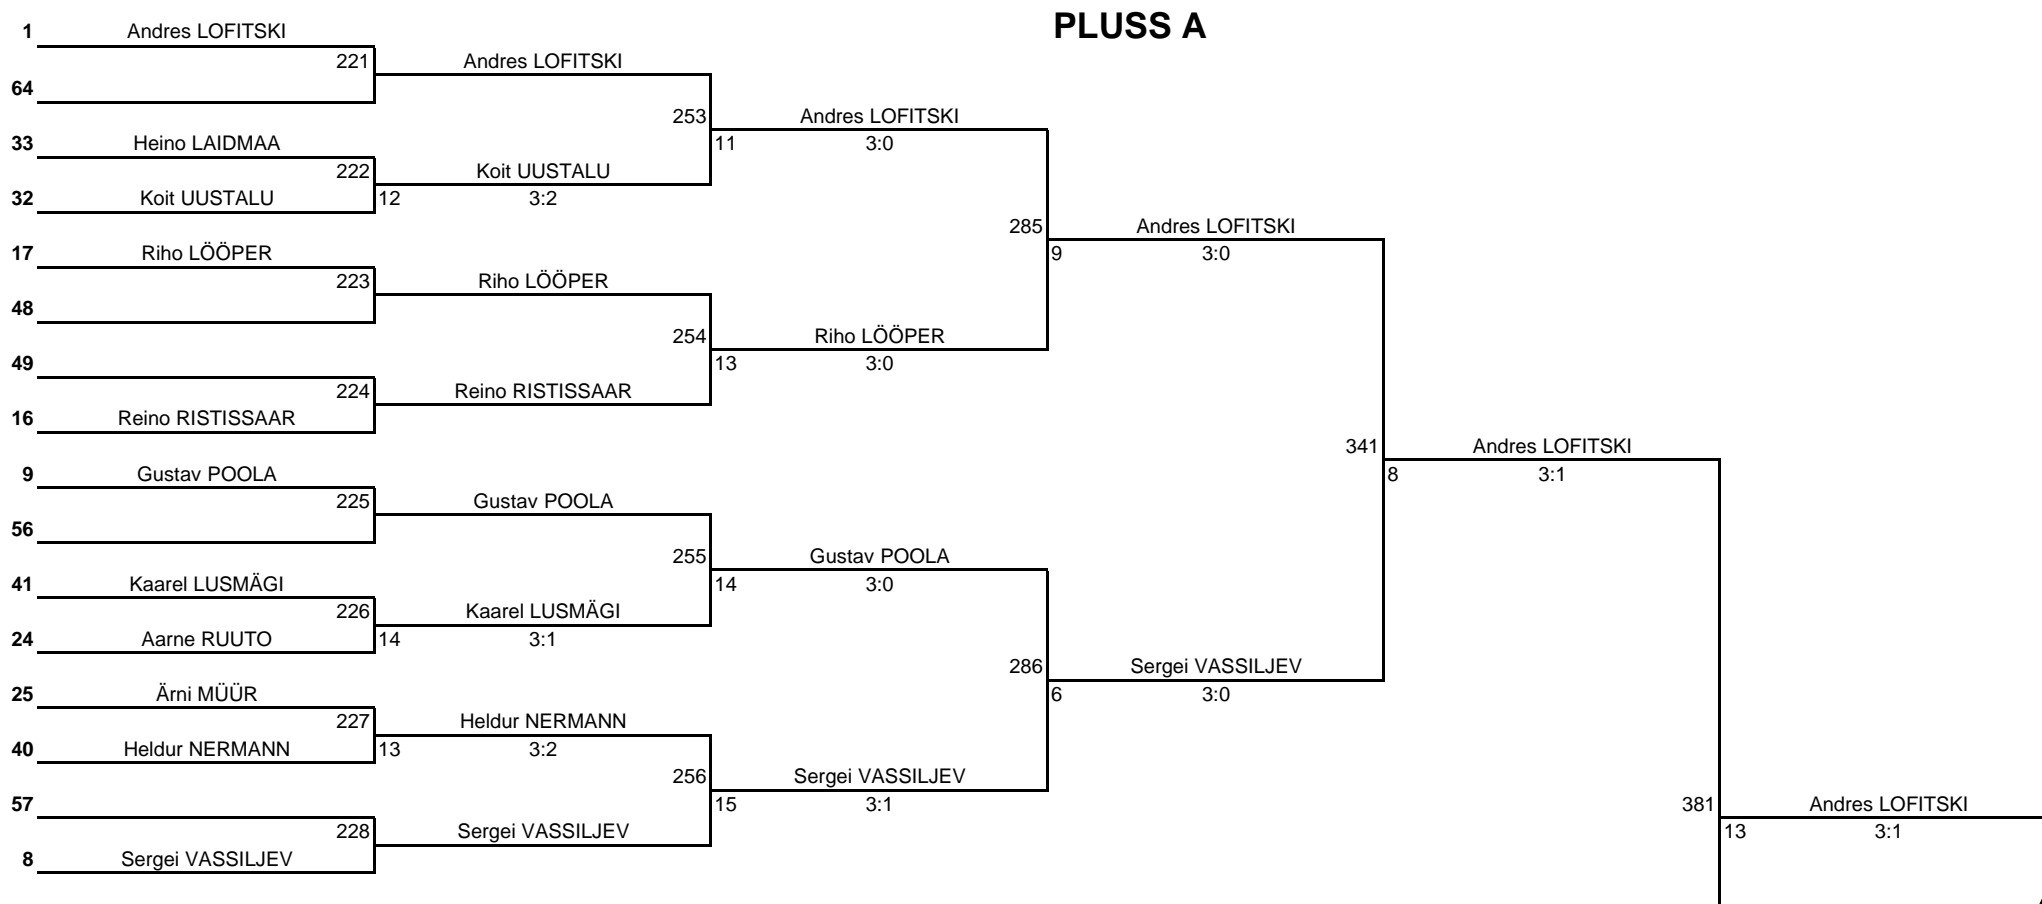 PLUSS A
1 Andres LOFITSKI
221 Andres LOFITSKI
64
253 Andres LOFITSKI
33 Heino LAIDMAA
11 3:0
222 Koit UUSTALU
32 Koit UUSTALU
12 3:2
285 Andres LOFITSKI
17 Riho LÖÖPER
9 3:0
223 Riho LÖÖPER
48
254 Riho LÖÖPER
49
13 3:0
224 Reino RISTISSAAR
16 Reino RISTISSAAR
341 Andres LOFITSKI
9 Gustav POOLA
8 3:1
225 Gustav POOLA
56
255 Gustav POOLA
41 Kaarel LUSMÄGI
14 3:0
226 Kaarel LUSMÄGI
24 Aarne RUUTO
14 3:1
286 Sergei VASSILJEV
25 Ärni MÜÜR
6 3:0
227 Heldur NERMANN
40 Heldur NERMANN
13 3:2
256 Sergei VASSILJEV
57
15 3:1
381 Andres LOFITSKI
228 Sergei VASSILJEV
13 3:1
8 Sergei VASSILJEV